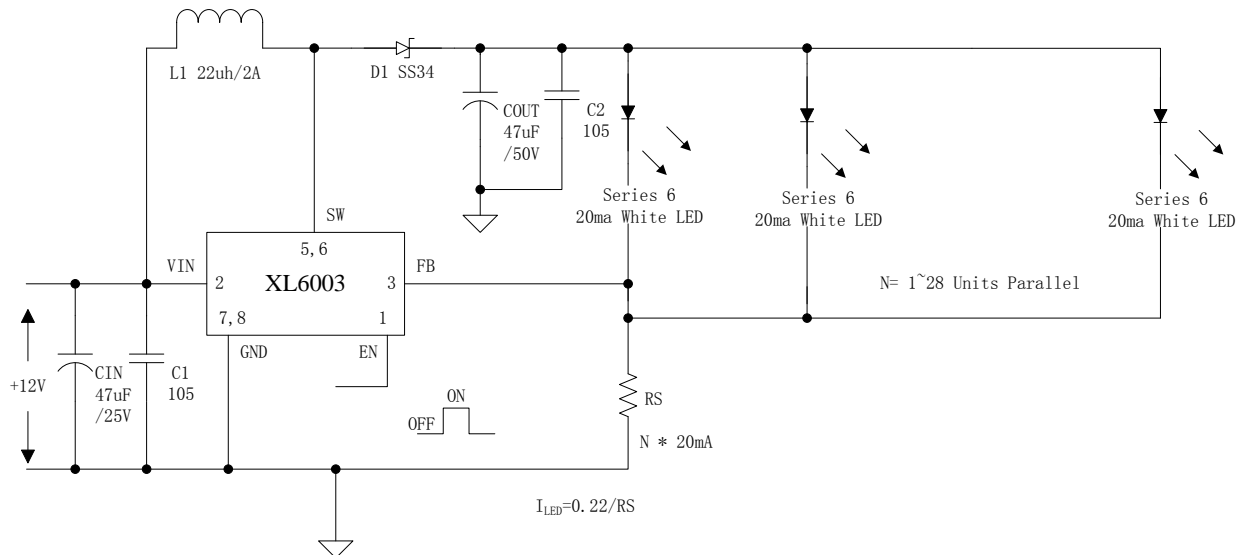 L1 22uh/2A
D1 SS34
COUT
47uF
/50V
C2
105
Series 6
20ma White LED
Series 6
20ma White LED
Series 6
20ma White LED
SW
5,6
VIN
2
XL6003
3
FB
7,8
1
GND
EN
N= 1~28 Units Parallel
+12V
CIN
47uF
/25V
C1
105
ON
OFF
RS
N * 20mA
ILED=0.22/RS